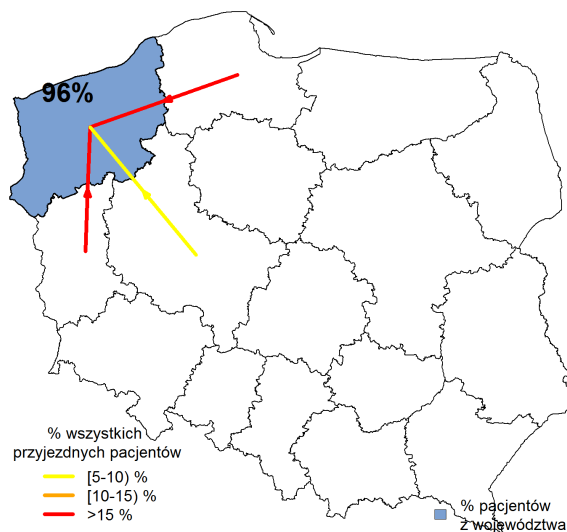 96%
% wszystkich
przyjezdnych pacjentów
[5-10) %
[10-15) %
>15 %
% pacjentów
z województwa